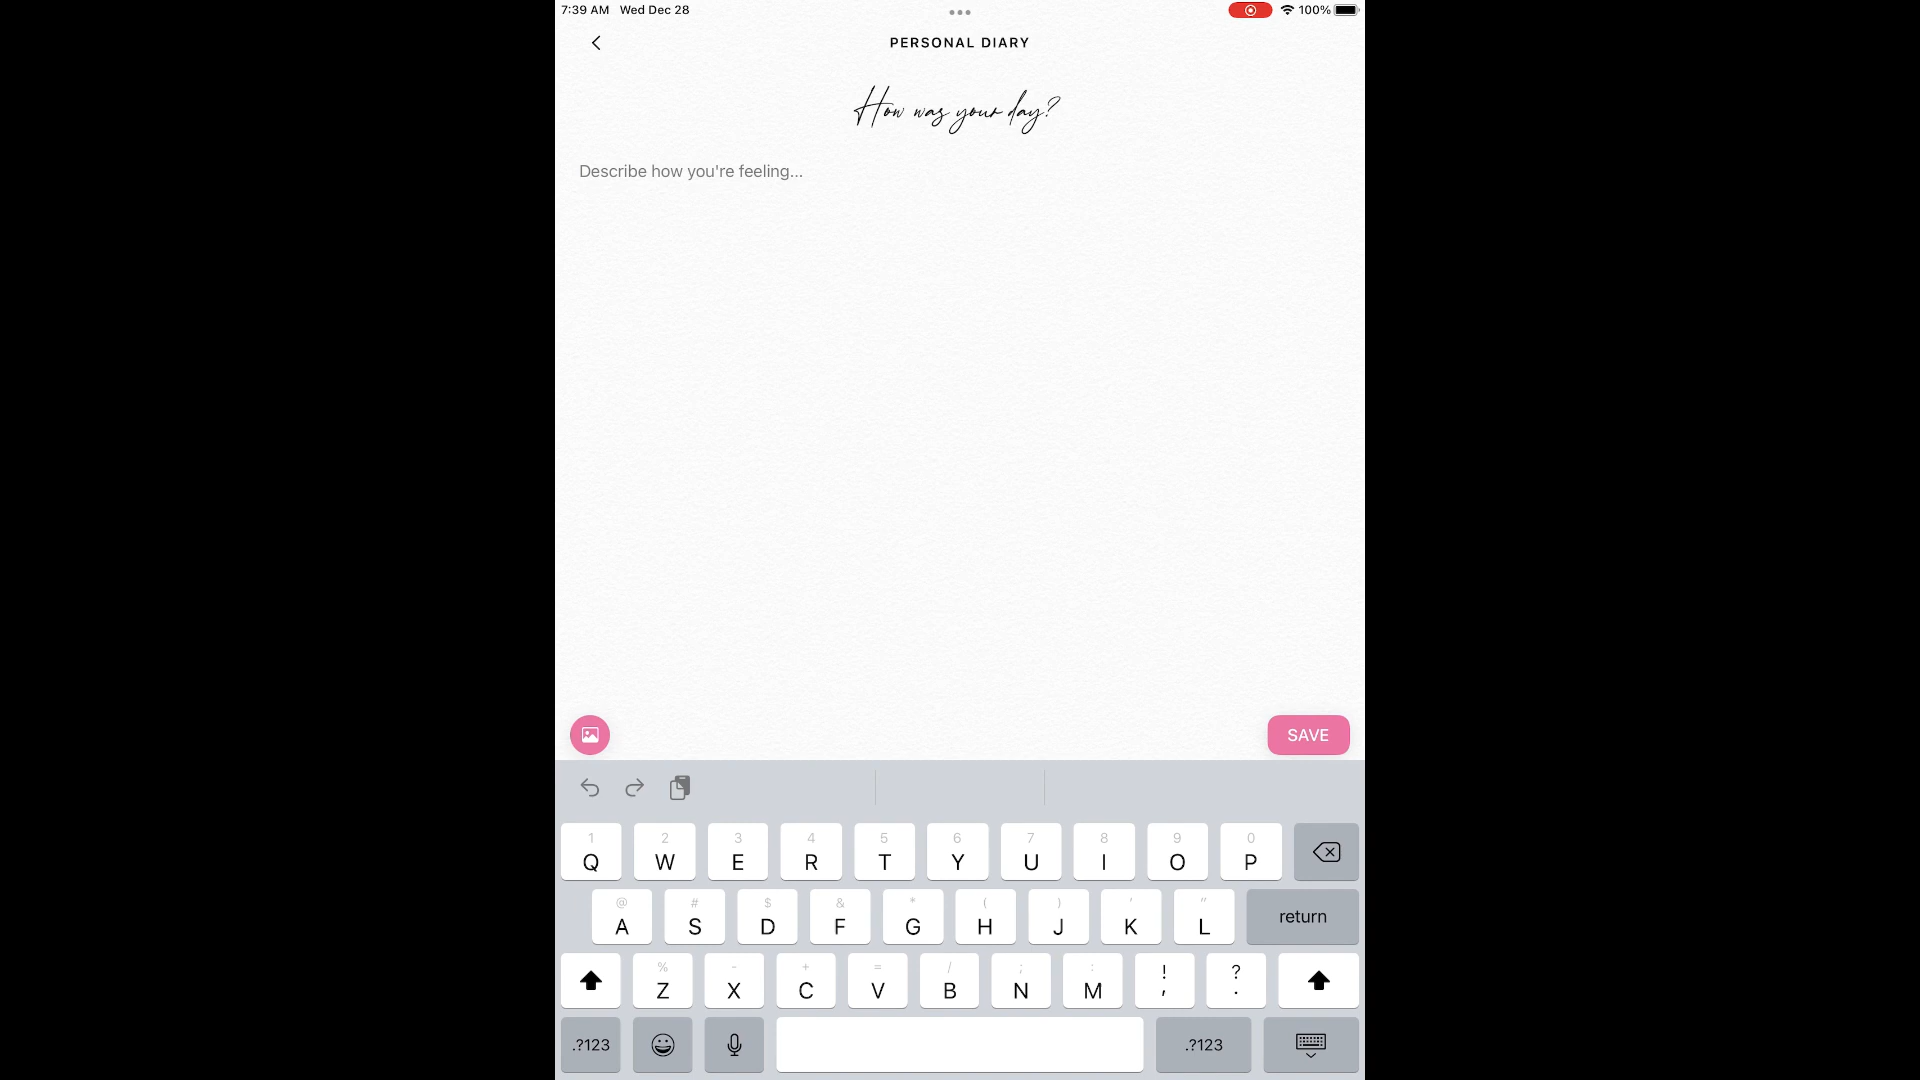 7:39 AM Wed Dec 28
100%
PERSONAL DIARY
How was your day?
Describe how you're feeling...
SAVE
1 2 3 4 5 6 7 8 9 0
Q W E R T Y U I O P
@ # $ & * ( ) ' "
A S D F G H J K L return
% - + = / ; : ! ?
Z X C V B N M , .
.?123 .?123